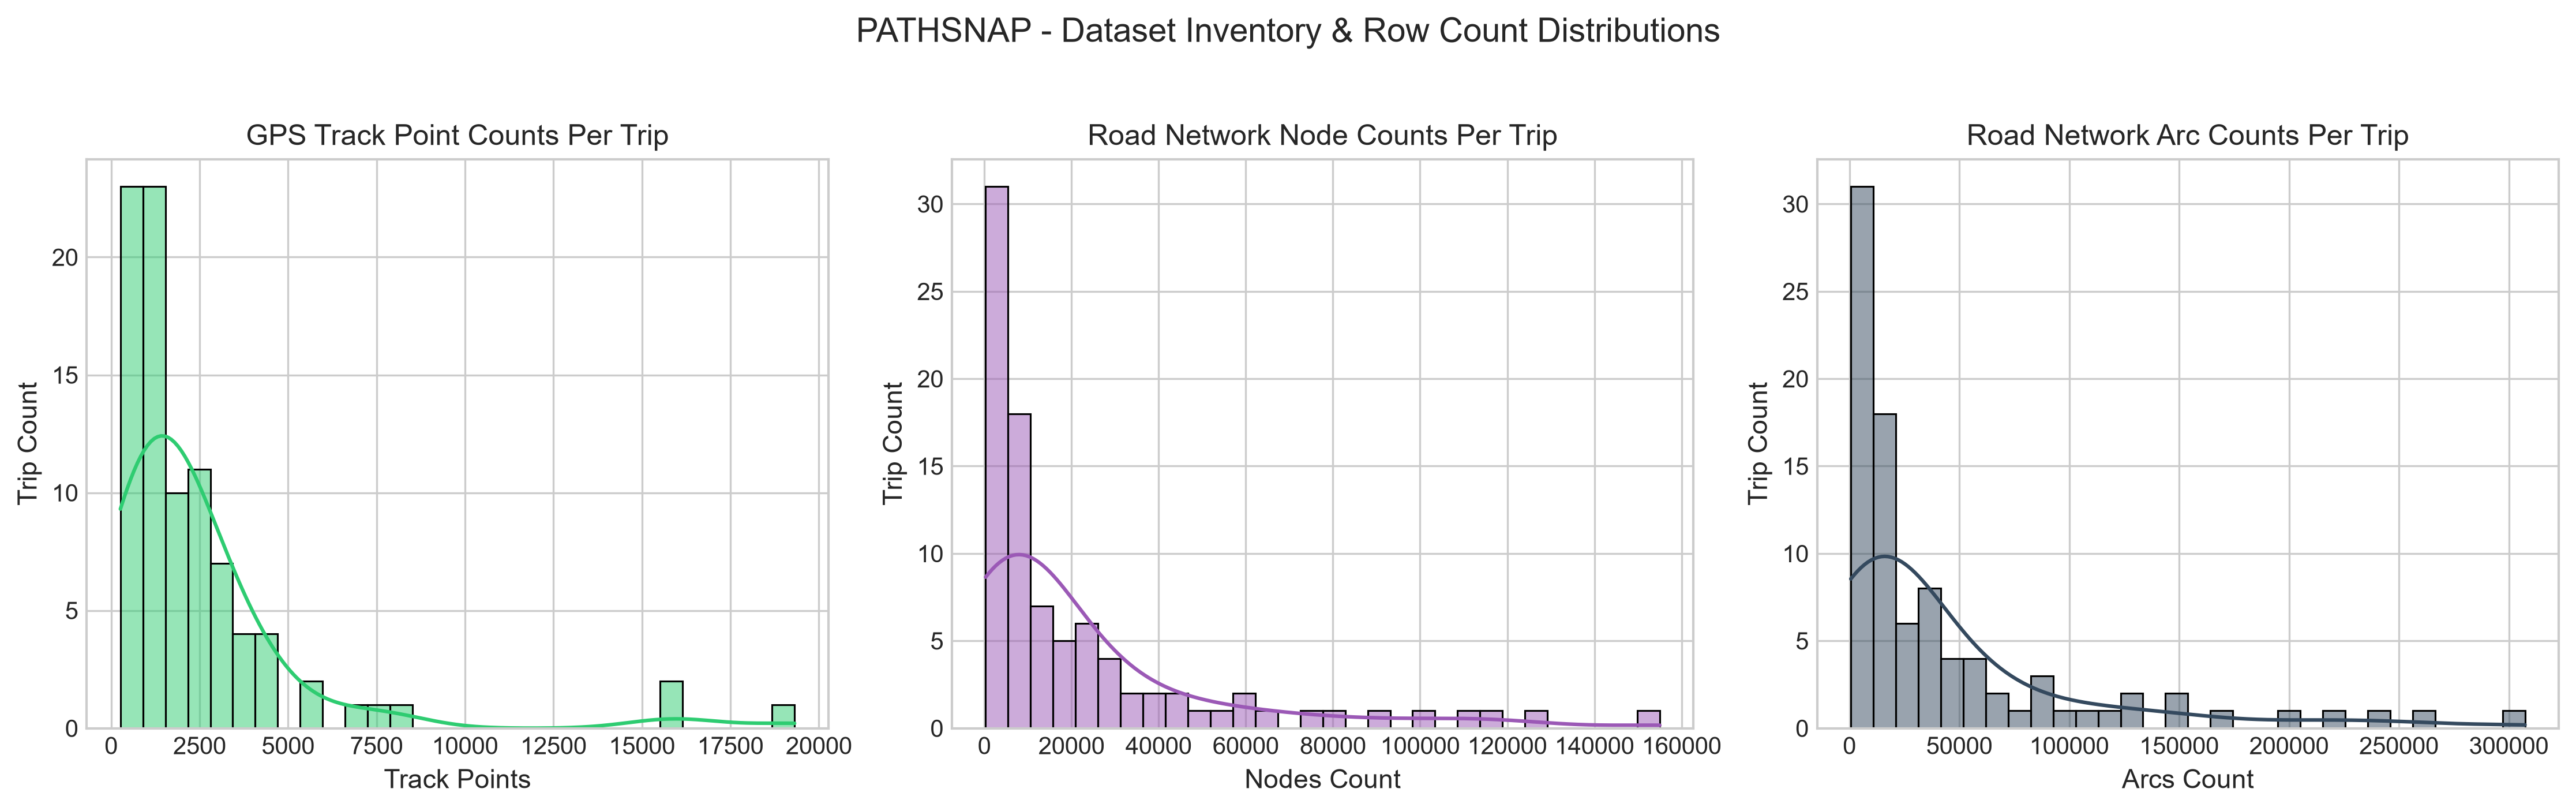 PATHSNAP - Dataset Inventory & Row Count Distributions
GPS Track Point Counts Per Trip
Trip Count
20
15
10
5
0
0 2500 5000 7500 10000 12500 15000 17500 20000
Track Points
Road Network Node Counts Per Trip
Trip Count
30
25
20
15
10
5
0
0 20000 40000 60000 80000 100000 120000 140000 160000
Nodes Count
Road Network Arc Counts Per Trip
Trip Count
30
25
20
15
10
5
0
0 50000 100000 150000 200000 250000 300000
Arcs Count